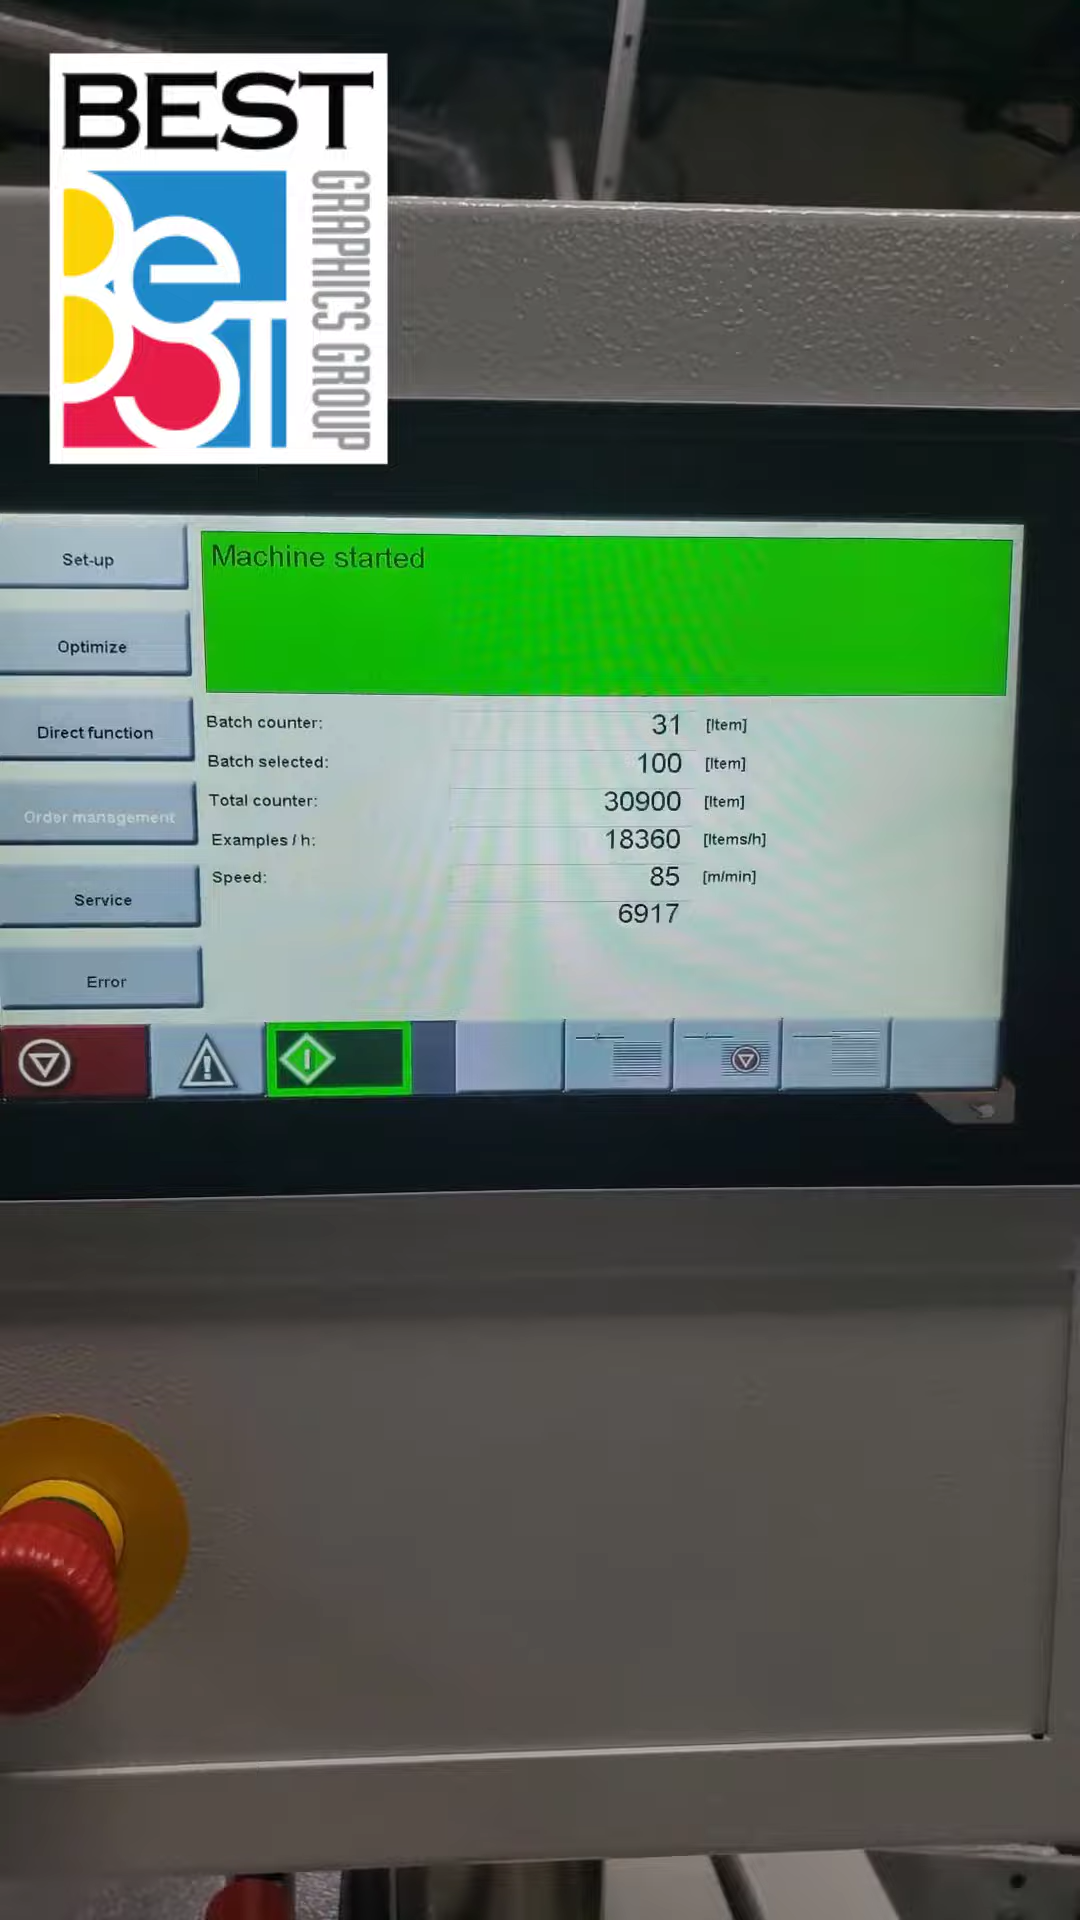 BEST
BeST
GRAPHICS GROUP
Set-up
Machine started
Optimize
Direct function
Order management
Service
Error
Batch counter: 31 [Item]
Batch selected: 100 [Item]
Total counter: 30900 [Item]
Examples / h: 18360 [Items/h]
Speed: 85 [m/min]
6917